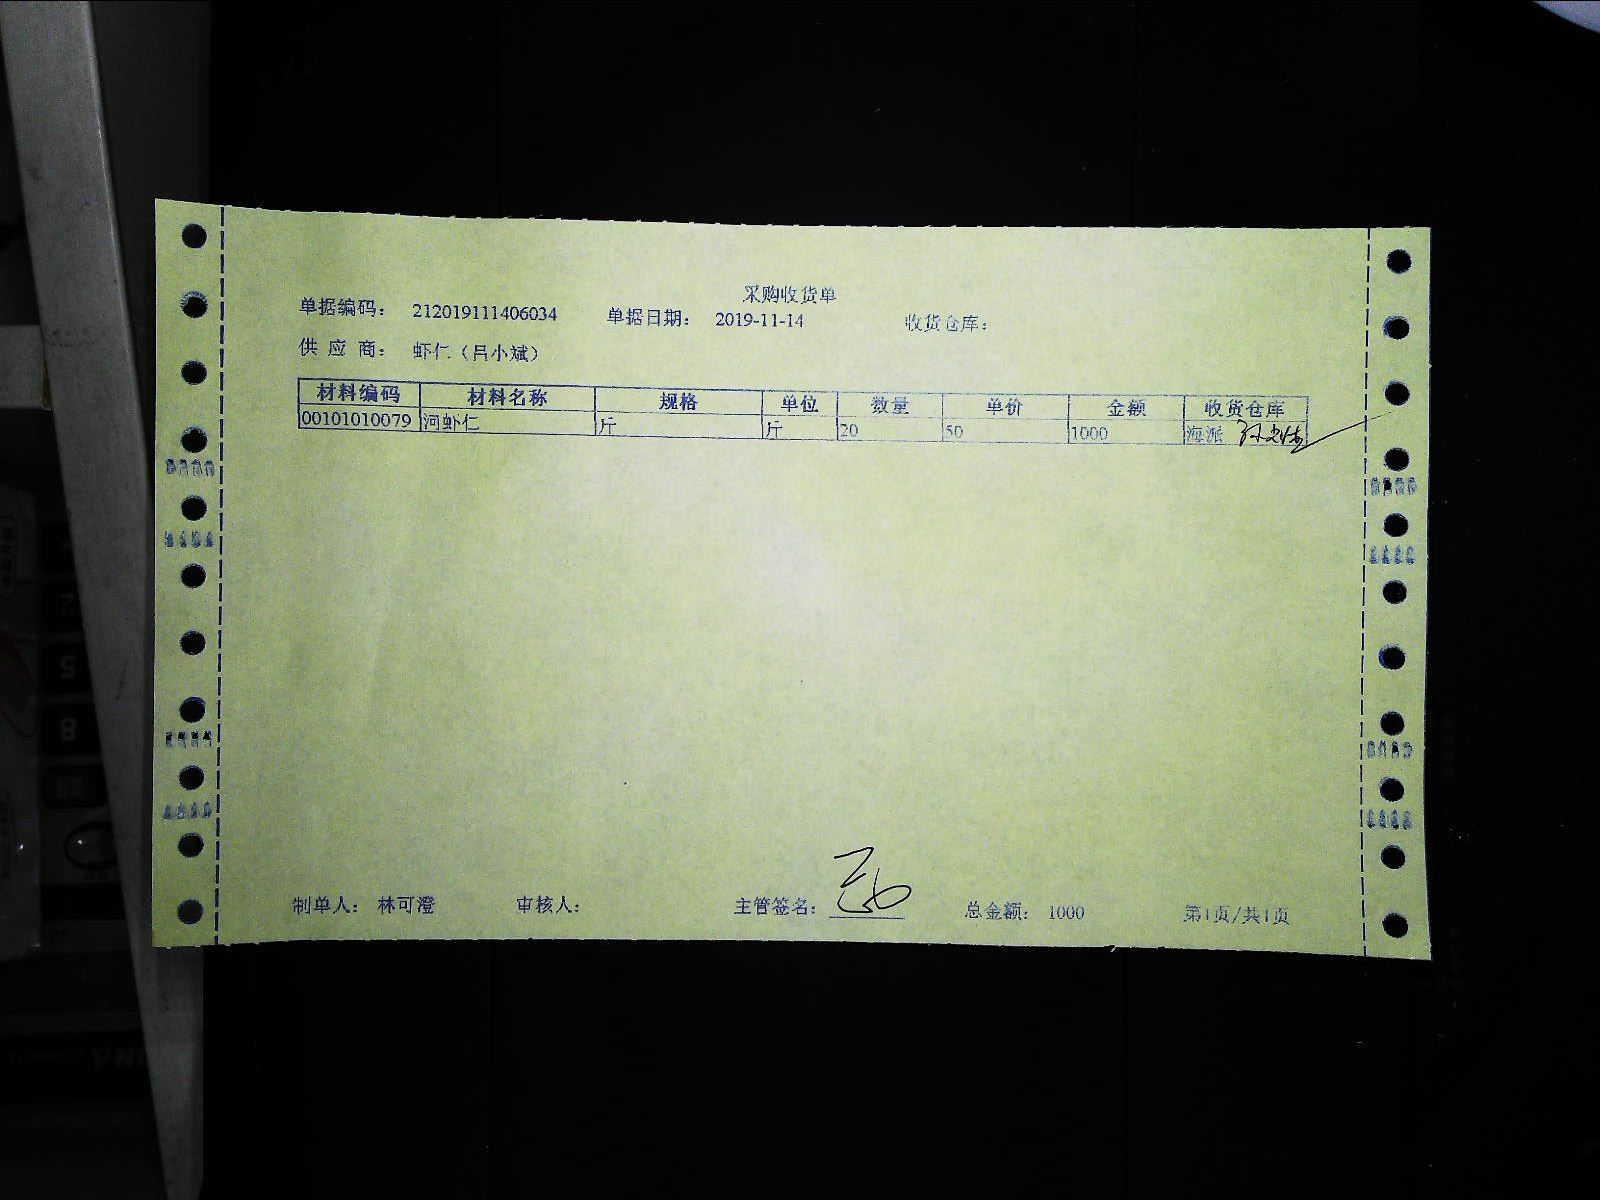 采购收货单
单据编码： 212019111406034 单据日期： 2019-11-14 收货仓库：
供 应 商： 虾仁（吕小斌）
材料编码 材料名称 规格 单位 数量 单价 金额 收货仓库
00101010079 河虾仁 斤 斤 20 50 1000 海派
制单人： 林可澄 审核人： 主管签名： 总金额： 1000 第1页/共1页